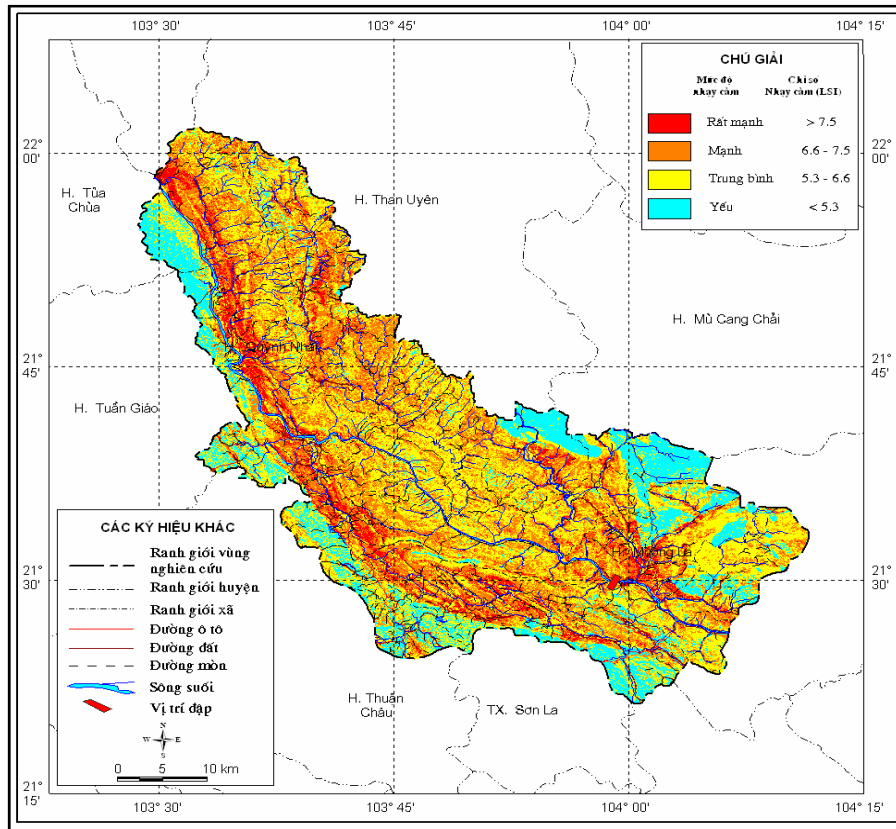 103° 30'
103° 45'
104° 00'
104° 15'
CHÚ GIẢI
Mức độ nhạy cảm
Chỉ số Nhạy cảm (LSI)
Rất mạnh > 7.5
Mạnh 6.6 - 7.5
Trung bình 5.3 - 6.6
Yếu < 5.3
22° 00'
22° 00'
H. Tủa Chùa
H. Than Uyên
H. Mù Cang Chải
H. Quỳnh Nhai
21° 45'
21° 45'
H. Tuần Giáo
H. Mường La
21° 30'
21° 30'
CÁC KÝ HIỆU KHÁC
Ranh giới vùng nghiên cứu
Ranh giới huyện
Ranh giới xã
Đường ô tô
Đường đất
Đường mòn
Sông suối
Vị trí đập
N
W E
S
0 5 10 km
H. Thuần Châu
TX. Sơn La
21° 15'
21° 15'
103° 30'
103° 45'
104° 00'
104° 15'